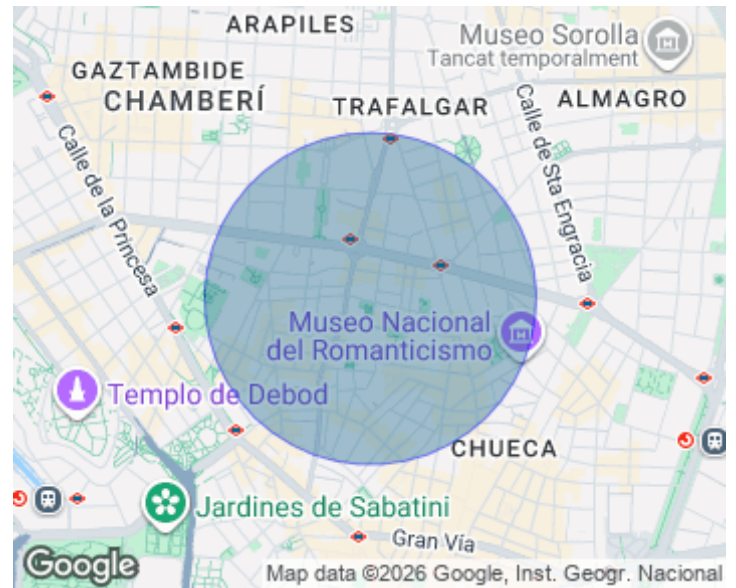 ARAPILES
Museo Sorolla
Tancat temporalment
GAZTAMBIDE
CHAMBERÍ
TRAFALGAR
ALMAGRO
Calle de la Princesa
Calle de Sta Engracia
Museo Nacional
del Romanticismo
Templo de Debod
CHUECA
Jardines de Sabatini
Gran Vía
Google
Map data ©2026 Google, Inst. Geogr. Nacional